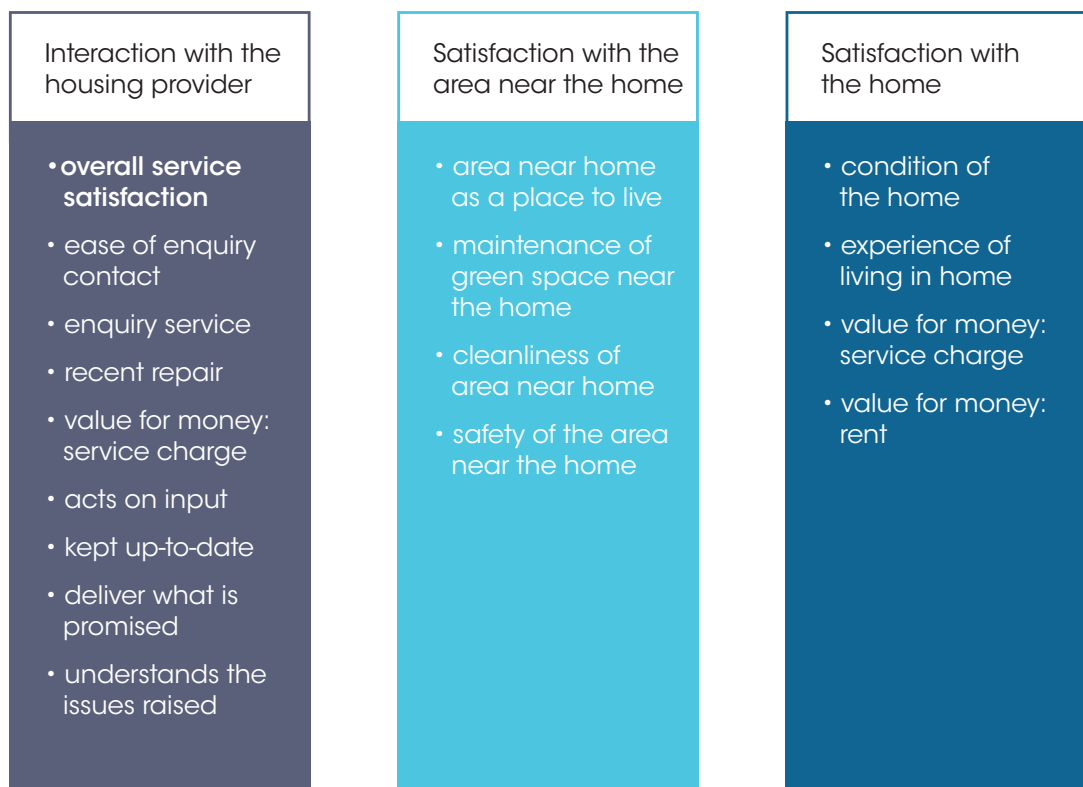 Interaction with the
housing provider
• overall service
satisfaction
• ease of enquiry
contact
• enquiry service
• recent repair
• value for money:
service charge
• acts on input
• kept up-to-date
• deliver what is
promised
• understands the
issues raised
Satisfaction with the
area near the home
• area near home
as a place to live
• maintenance of
green space near
the home
• cleanliness of
area near home
• safety of the area
near the home
Satisfaction with
the home
• condition of
the home
• experience of
living in home
• value for money:
service charge
• value for money:
rent